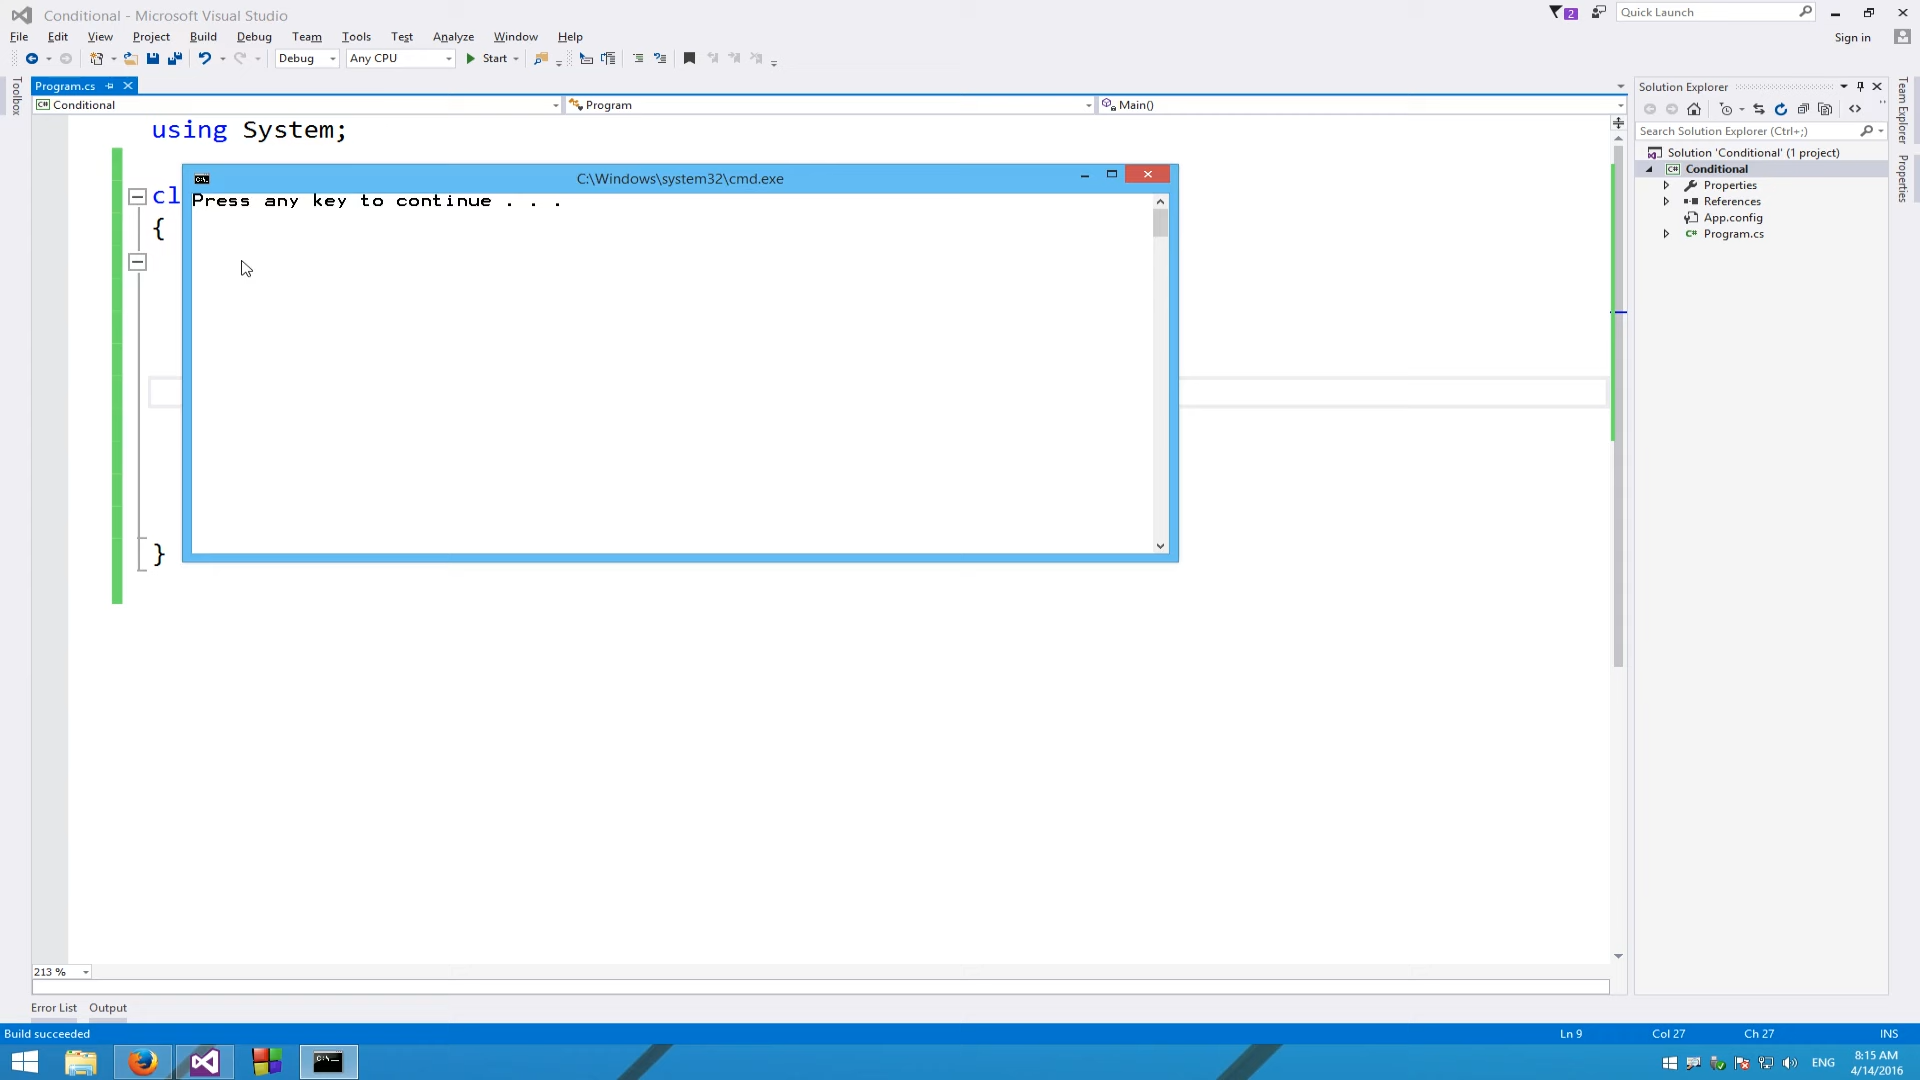 Conditional - Microsoft Visual Studio
2
Quick Launch
File Edit View Project Build Debug Team Tools Test Analyze Window Help
Sign in
Debug Any CPU Start
Toolbox
Program.cs
Conditional Program Main()
using System;
cl
{
}
C:\Windows\system32\cmd.exe
Press any key to continue . . .
213 %
Solution Explorer
Search Solution Explorer (Ctrl+;)
Solution 'Conditional' (1 project)
C# Conditional
Properties
References
App.config
C# Program.cs
Team Explorer
Properties
Error List Output
Build succeeded
Ln 9 Col 27 Ch 27 INS
ENG
8:15 AM
4/14/2016